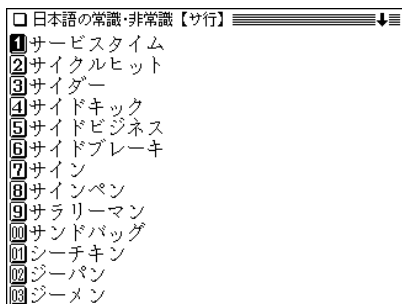 日本語の常識・非常識【サ行】
1サービスタイム
2サイクルヒット
3サイダー
4サイドキック
5サイドビジネス
6サイドブレーキ
7サイン
8サインペン
9サラリーマン
00サンドバッグ
01シーチキン
02ジーパン
03ジーメン